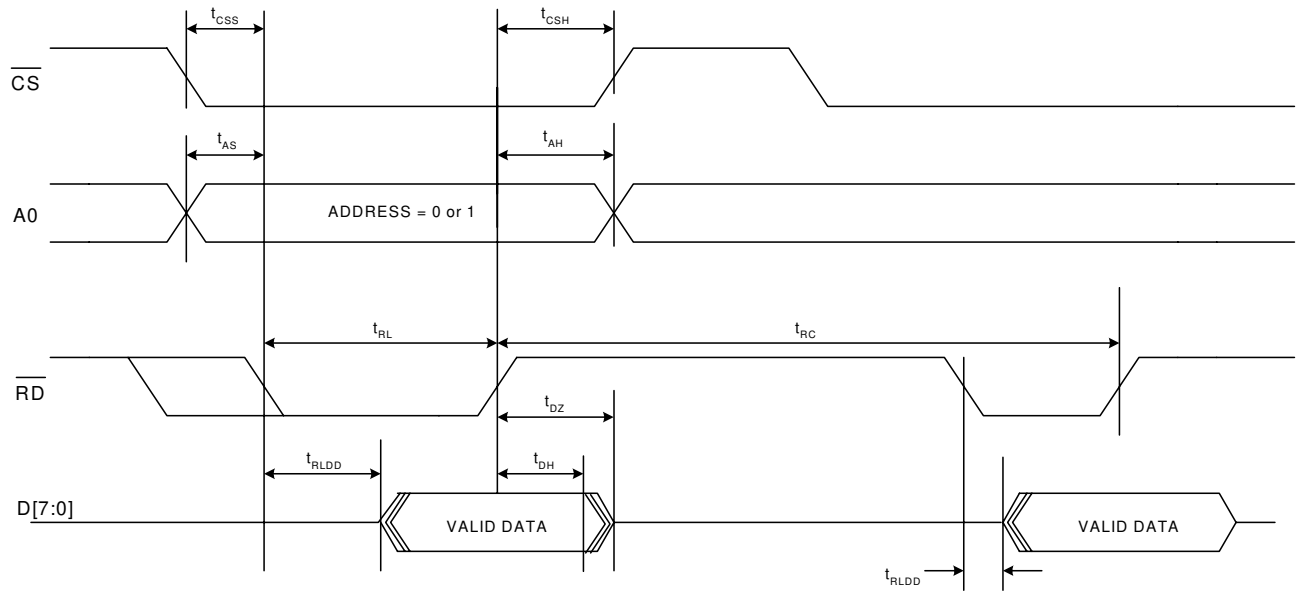 tCSS
tCSH
CS
tAS
tAH
A0
ADDRESS = 0 or 1
tRL
tRC
RD
tDZ
tRLDD
tDH
D[7:0]
VALID DATA
VALID DATA
tRLDD